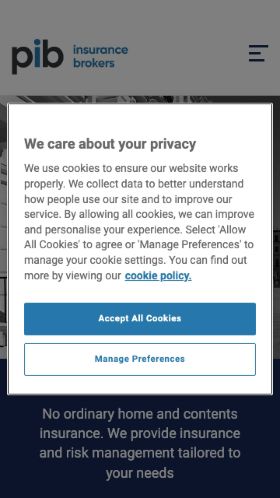 pib insurance
brokers
We care about your privacy
We use cookies to ensure our website works
properly. We collect data to better understand
how people use our site and to improve our
service. By allowing all cookies, we can improve
and personalise your experience. Select 'Allow
All Cookies' to agree or 'Manage Preferences' to
manage your cookie settings. You can find out
more by viewing our cookie policy.
Accept All Cookies
Manage Preferences
No ordinary home and contents
insurance. We provide insurance
and risk management tailored to
your needs